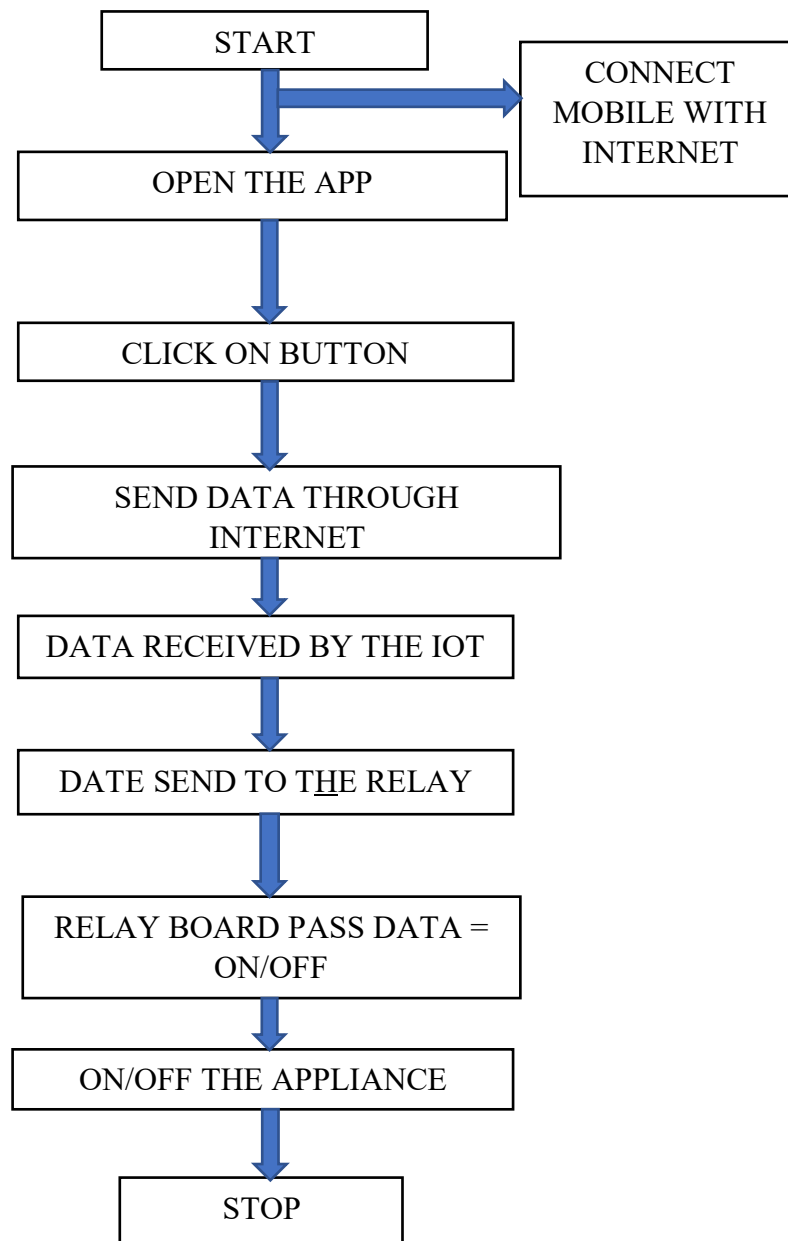 START
CONNECT
MOBILE WITH
INTERNET
OPEN THE APP
CLICK ON BUTTON
SEND DATA THROUGH
INTERNET
DATA RECEIVED BY THE IOT
DATE SEND TO THE RELAY
RELAY BOARD PASS DATA =
ON/OFF
ON/OFF THE APPLIANCE
STOP